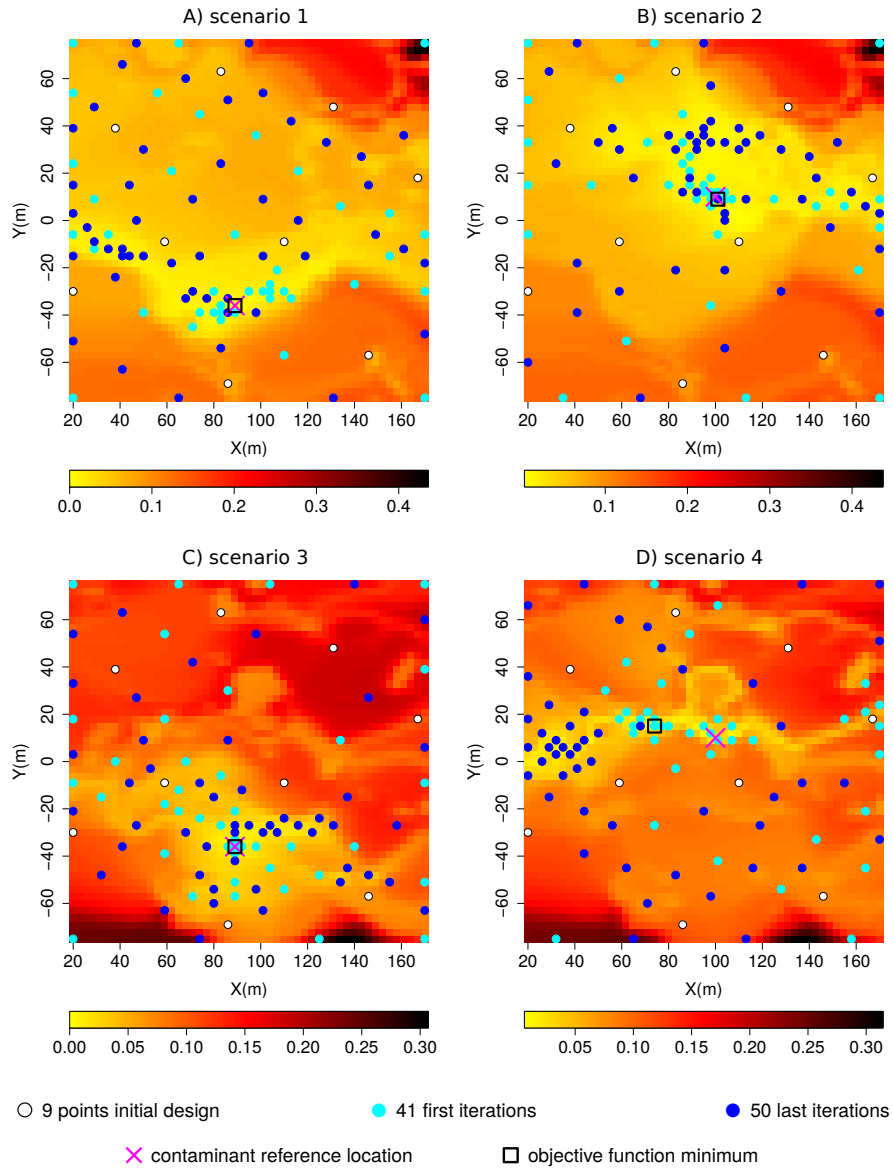 A) scenario 1
B) scenario 2
Y(m)
60
40
20
0
−20
−40
−60
20 40 60 80 100 120 140 160
X(m)
0.0 0.1 0.2 0.3 0.4
Y(m)
60
40
20
0
−20
−40
−60
20 40 60 80 100 120 140 160
X(m)
0.1 0.2 0.3 0.4
C) scenario 3
D) scenario 4
Y(m)
60
40
20
0
−20
−40
−60
20 40 60 80 100 120 140 160
X(m)
0.00 0.05 0.10 0.15 0.20 0.25 0.30
Y(m)
60
40
20
0
−20
−40
−60
20 40 60 80 100 120 140 160
X(m)
0.05 0.10 0.15 0.20 0.25 0.30
9 points initial design
41 first iterations
50 last iterations
contaminant reference location
objective function minimum